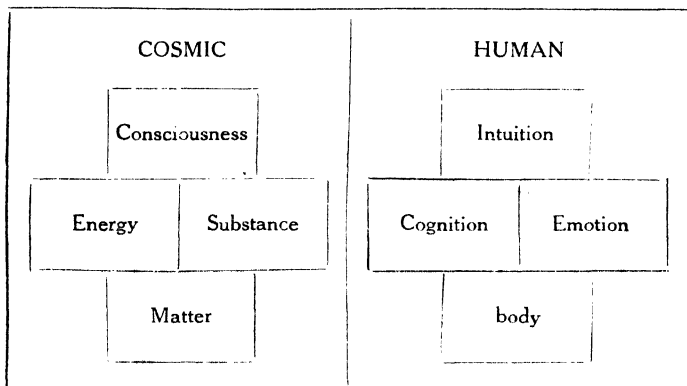 COSMIC HUMAN
Consciousness Intuition
Energy Substance Cognition Emotion
Matter body